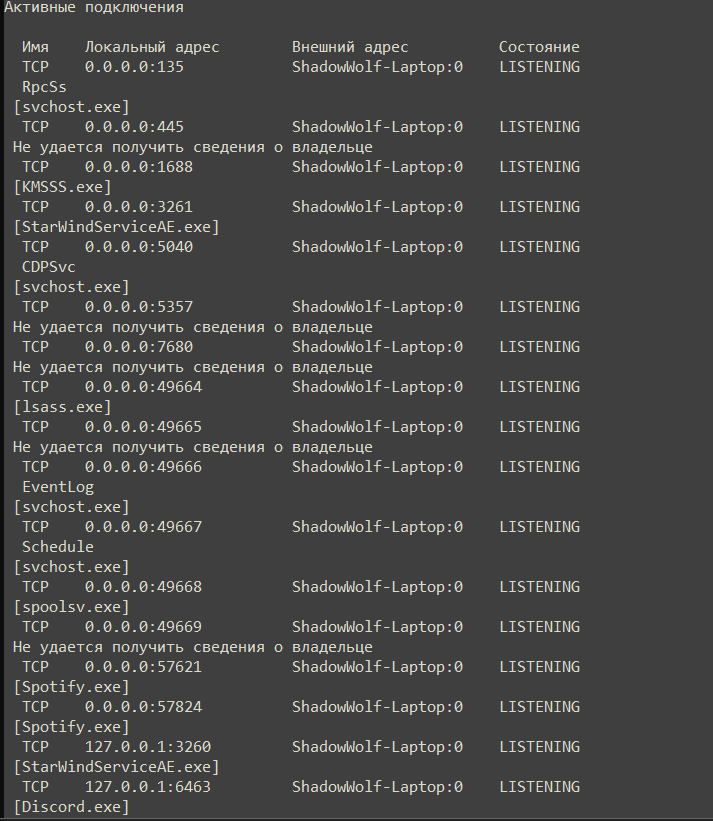 Активные подключения
Имя Локальный адрес Внешний адрес Состояние
TCP 0.0.0.0:135 ShadowWolf-Laptop:0 LISTENING
RpcSs
[svchost.exe]
TCP 0.0.0.0:445 ShadowWolf-Laptop:0 LISTENING
Не удается получить сведения о владельце
TCP 0.0.0.0:1688 ShadowWolf-Laptop:0 LISTENING
[KMSSS.exe]
TCP 0.0.0.0:3261 ShadowWolf-Laptop:0 LISTENING
[StarWindServiceAE.exe]
TCP 0.0.0.0:5040 ShadowWolf-Laptop:0 LISTENING
CDPSvc
[svchost.exe]
TCP 0.0.0.0:5357 ShadowWolf-Laptop:0 LISTENING
Не удается получить сведения о владельце
TCP 0.0.0.0:7680 ShadowWolf-Laptop:0 LISTENING
Не удается получить сведения о владельце
TCP 0.0.0.0:49664 ShadowWolf-Laptop:0 LISTENING
[lsass.exe]
TCP 0.0.0.0:49665 ShadowWolf-Laptop:0 LISTENING
Не удается получить сведения о владельце
TCP 0.0.0.0:49666 ShadowWolf-Laptop:0 LISTENING
EventLog
[svchost.exe]
TCP 0.0.0.0:49667 ShadowWolf-Laptop:0 LISTENING
Schedule
[svchost.exe]
TCP 0.0.0.0:49668 ShadowWolf-Laptop:0 LISTENING
[spoolsv.exe]
TCP 0.0.0.0:49669 ShadowWolf-Laptop:0 LISTENING
Не удается получить сведения о владельце
TCP 0.0.0.0:57621 ShadowWolf-Laptop:0 LISTENING
[Spotify.exe]
TCP 0.0.0.0:57824 ShadowWolf-Laptop:0 LISTENING
[Spotify.exe]
TCP 127.0.0.1:3260 ShadowWolf-Laptop:0 LISTENING
[StarWindServiceAE.exe]
TCP 127.0.0.1:6463 ShadowWolf-Laptop:0 LISTENING
[Discord.exe]